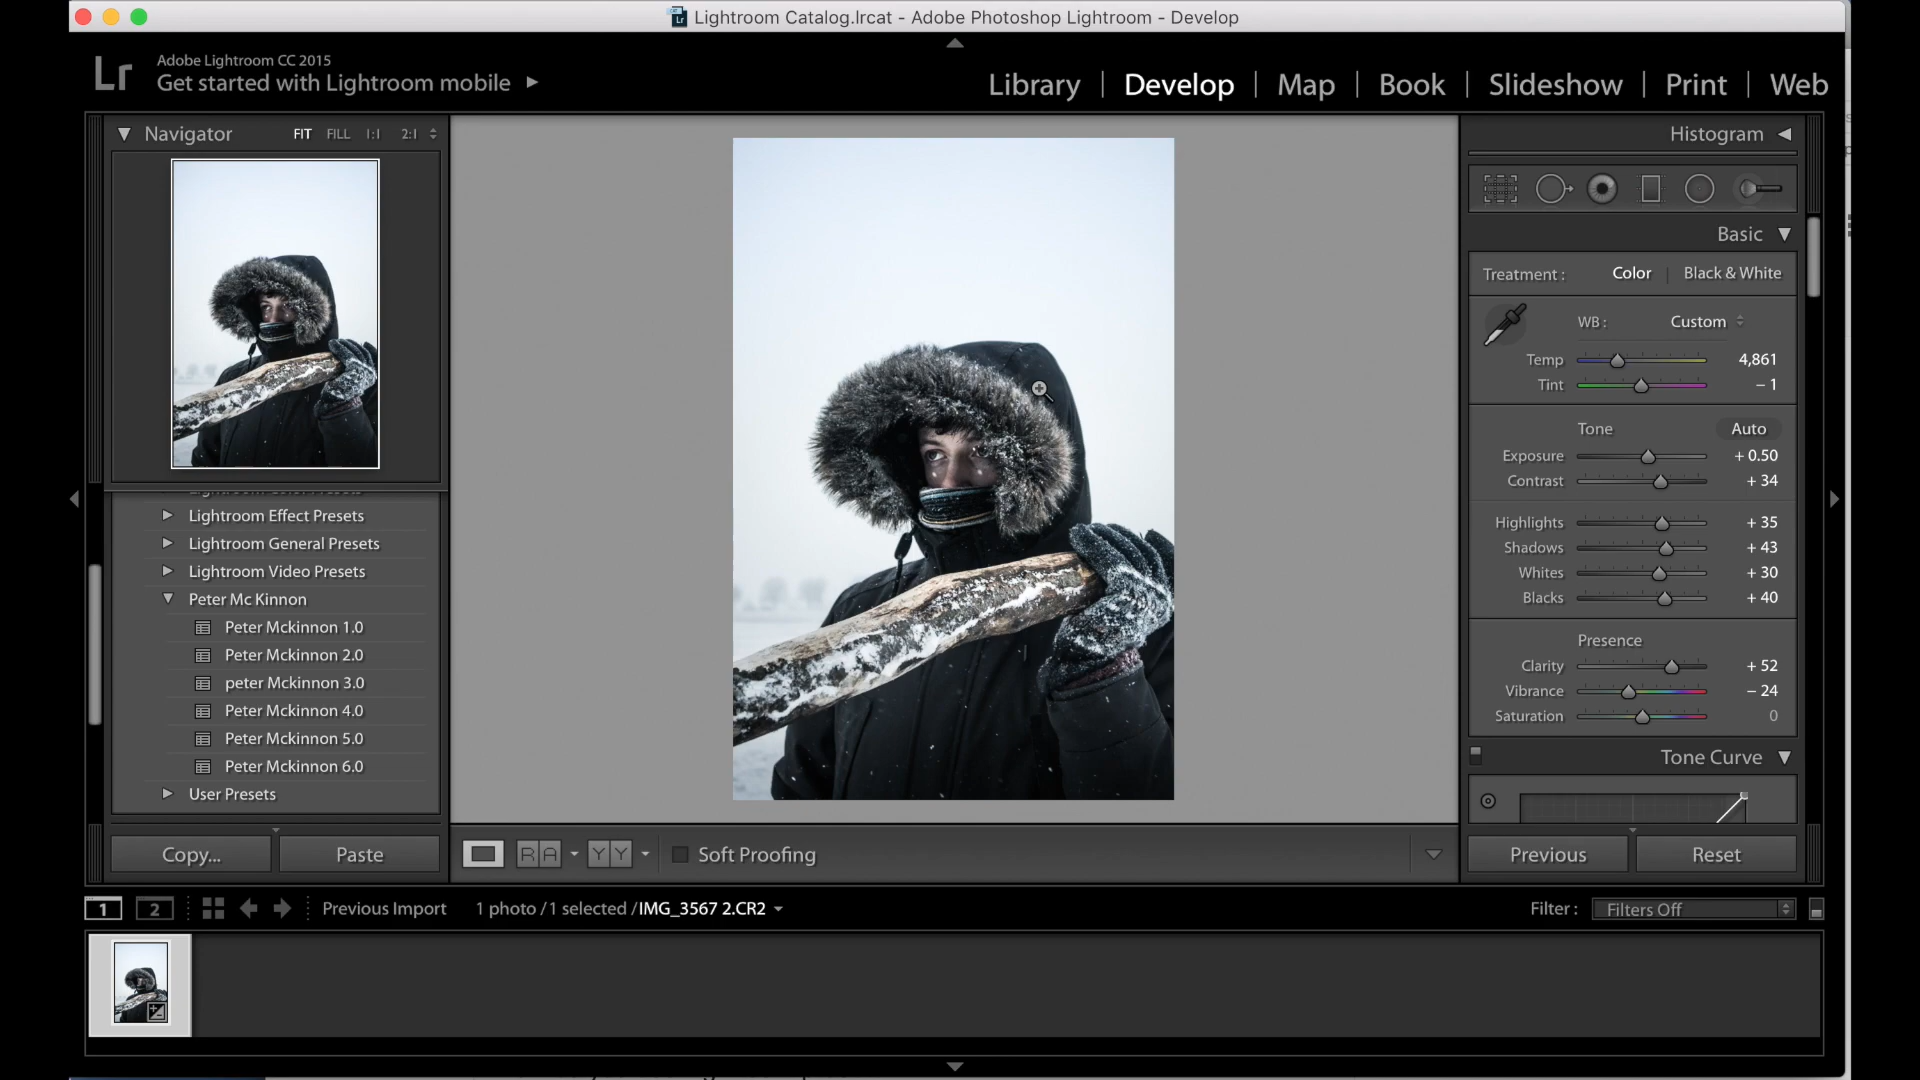 Lightroom Catalog.lrcat - Adobe Photoshop Lightroom - Develop
Lr
Adobe Lightroom CC 2015
Get started with Lightroom mobile
Library | Develop | Map | Book | Slideshow | Print | Web
Navigator FIT FILL 1:1 2:1
Lightroom Color Presets
Lightroom Effect Presets
Lightroom General Presets
Lightroom Video Presets
Peter Mc Kinnon
Peter Mckinnon 1.0
Peter Mckinnon 2.0
peter Mckinnon 3.0
Peter Mckinnon 4.0
Peter Mckinnon 5.0
Peter Mckinnon 6.0
User Presets
Copy... Paste
R A Y Y Soft Proofing
Histogram
Basic
Treatment : Color | Black & White
WB : Custom
Temp 4,861
Tint - 1
Tone Auto
Exposure + 0.50
Contrast + 34
Highlights + 35
Shadows + 43
Whites + 30
Blacks + 40
Presence
Clarity + 52
Vibrance - 24
Saturation 0
Tone Curve
Previous Reset
1 2 Previous Import 1 photo / 1 selected / IMG_3567 2.CR2 Filter : Filters Off